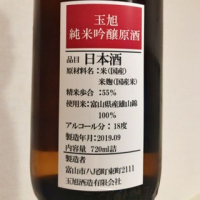 玉旭
純米吟醸原酒
品目 日本酒
原材料名：米(国産)
米麹(国産米)
精米歩合：55%
使用米：富山県産雄山錦
100%
アルコール分：18度
製造年月：2019.09
内容量 720ml詰
製造者
富山市八尾町東町2111
玉旭酒造有限会社